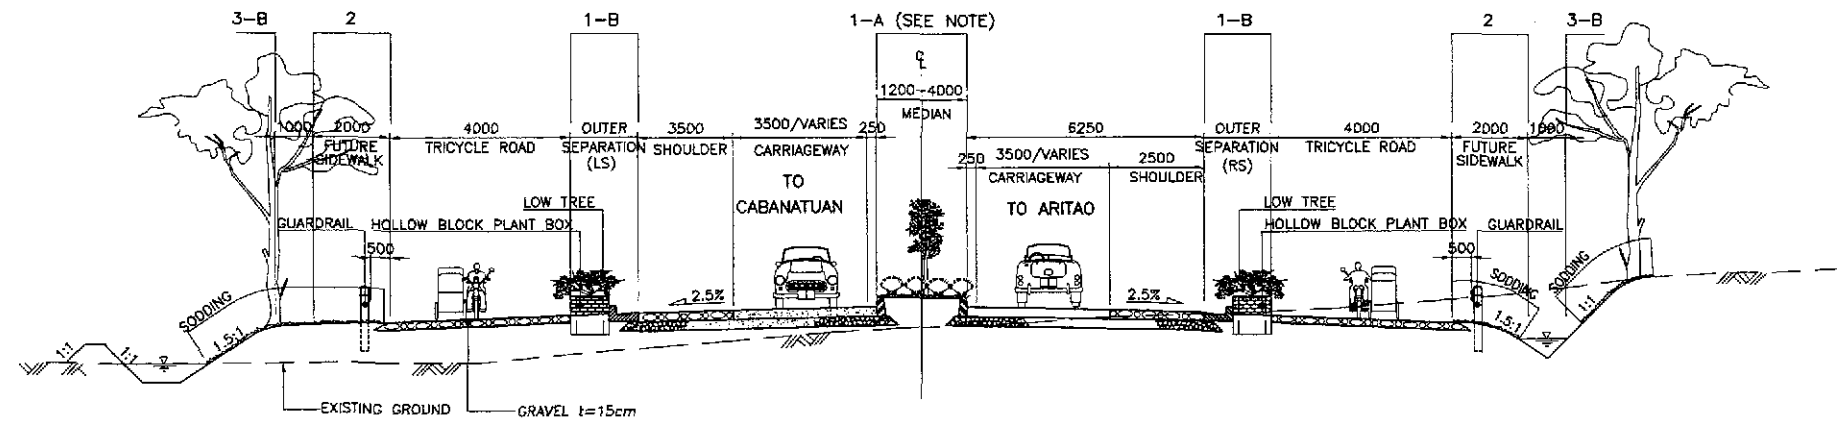 3-B 2 1-B 1-A (SEE NOTE) 1-B 2 3-B
℄
1200-4000
MEDIAN
1000 2000 4000 OUTER 3500 3500/VARIES 250 6250 OUTER 4000 2000 1000
FUTURE SIDEWALK TRICYCLE ROAD SEPARATION (LS) SHOULDER CARRIAGEWAY SEPARATION (RS) TRICYCLE ROAD FUTURE SIDEWALK
250 3500/VARIES 2500
CARRIAGEWAY SHOULDER
TO CABANATUAN
TO ARITAO
LOW TREE LOW TREE
GUARDRAIL HOLLOW BLOCK PLANT BOX HOLLOW BLOCK PLANT BOX GUARDRAIL
500 500
SODDING 2.5% 2.5% SODDING SODDING
1:1 1:1 1.5:1 1.5:1 1:1
EXISTING GROUND GRAVEL t=15cm